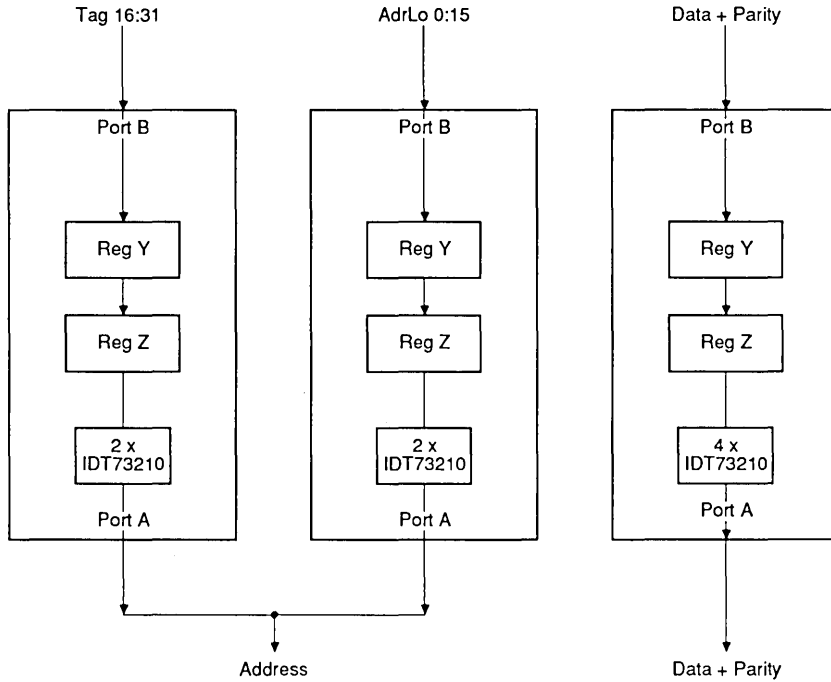 Tag 16:31
AdrLo 0:15
Data + Parity
Port B
Port B
Port B
Reg Y
Reg Y
Reg Y
Reg Z
Reg Z
Reg Z
2 x
IDT73210
2 x
IDT73210
4 x
IDT73210
Port A
Port A
Port A
Address
Data + Parity